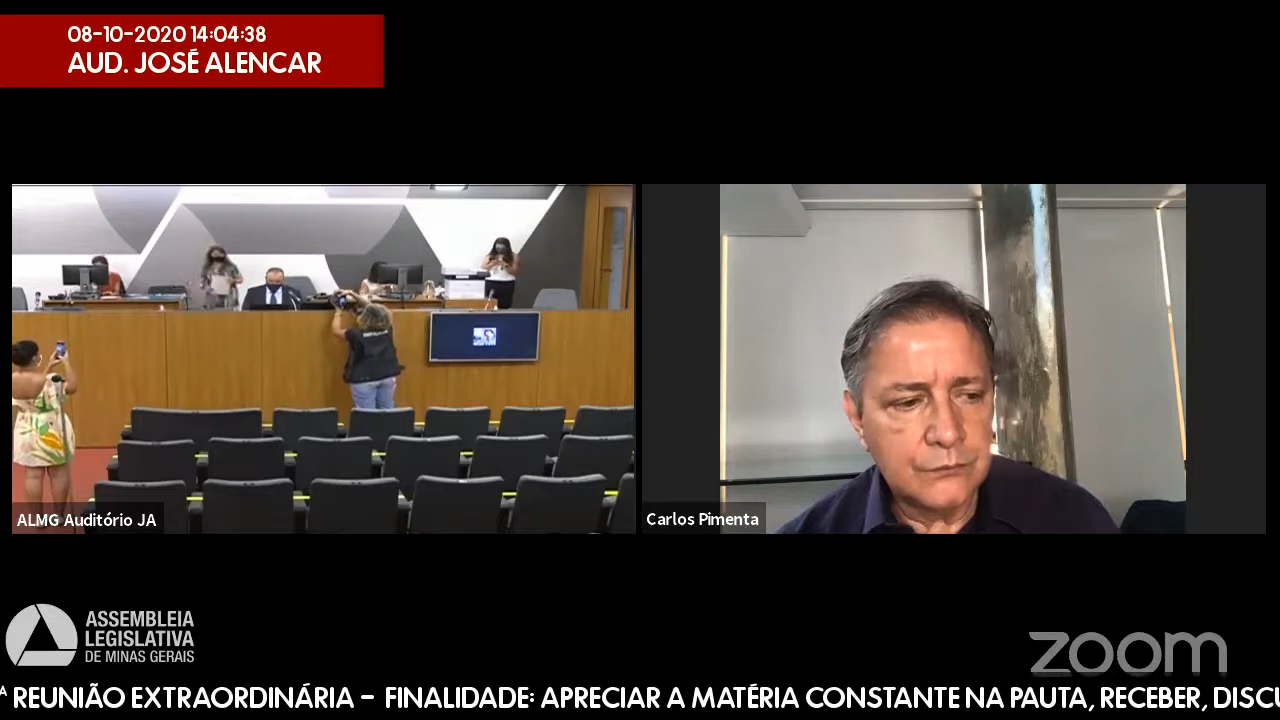 08-10-2020 14:04:38
AUD. JOSÉ ALENCAR
ALMG Auditório JA
Carlos Pimenta
ASSEMBLEIA
LEGISLATIVA
DE MINAS GERAIS
zoom
ª REUNIÃO EXTRAORDINÁRIA - FINALIDADE: APRECIAR A MATÉRIA CONSTANTE NA PAUTA, RECEBER, DISCU